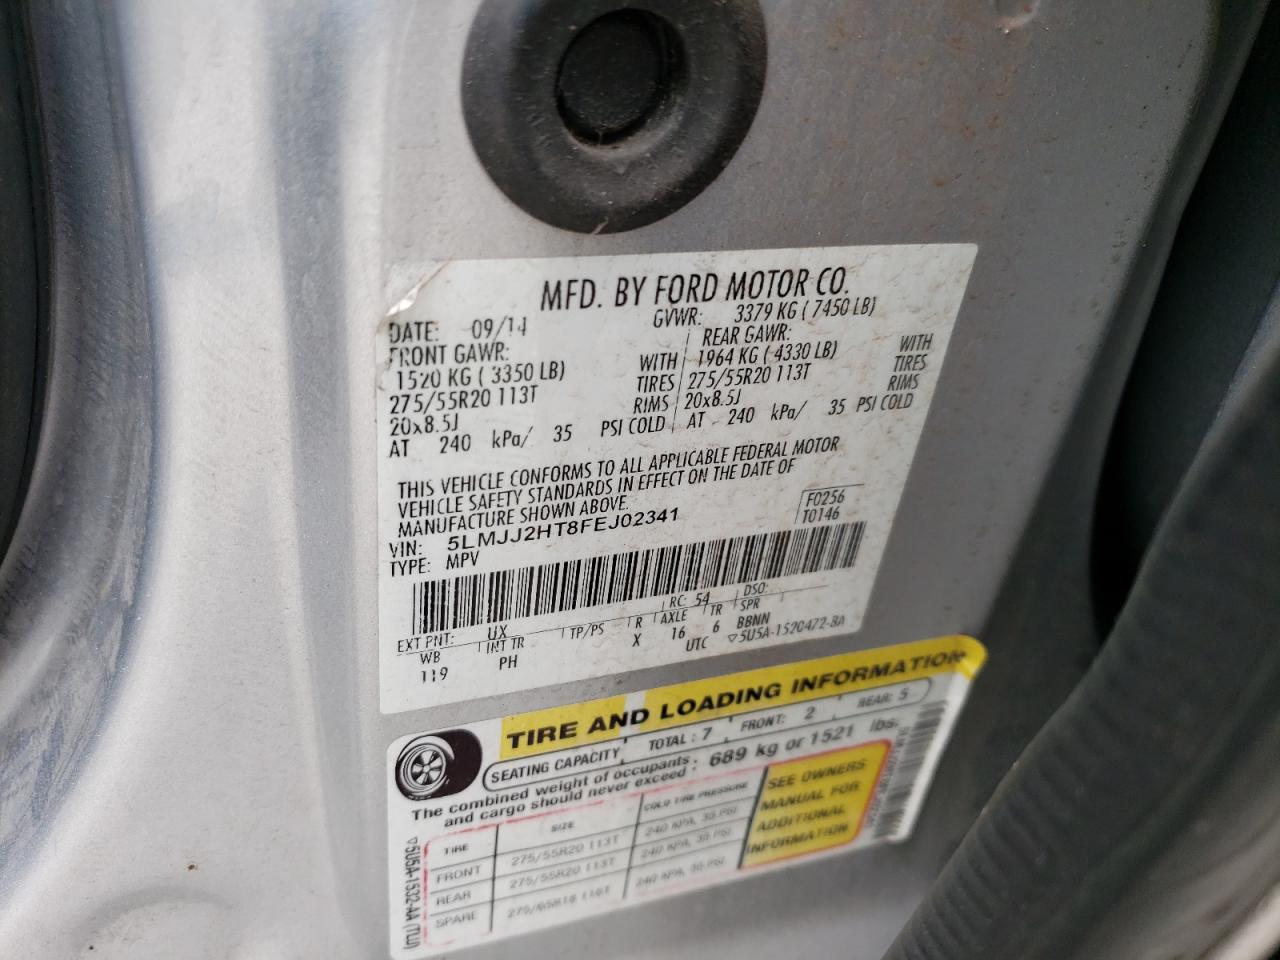 MFD. BY FORD MOTOR CO.
DATE: 09/14 GVWR: 3379 KG ( 7450 LB)
FRONT GAWR: REAR GAWR:
1520 KG ( 3350 LB) WITH 1964 KG ( 4330 LB) WITH
275/55R20 113T TIRES 275/55R20 113T TIRES
20x8.5J RIMS 20x8.5J RIMS
AT 240 kPa/ 35 PSI COLD AT 240 kPa/ 35 PSI COLD
THIS VEHICLE CONFORMS TO ALL APPLICABLE FEDERAL MOTOR
VEHICLE SAFETY STANDARDS IN EFFECT ON THE DATE OF
MANUFACTURE SHOWN ABOVE.
F0256
T0146
VIN: 5LMJJ2HT8FEJ02341
TYPE: MPV
EXT PNT: UX RC: 54 DSO:
WB INT TR TP/PS R AXLE TR SPR
119 PH X 16 6 BBNN
UTC ▽5U5A-1520472-BA
TIRE AND LOADING INFORMATION
SEATING CAPACITY TOTAL : 7 FRONT: 2 REAR: 5
The combined weight of occupants and cargo should never exceed : 689 kg or 1521 lbs.
TIRE SIZE COLD TIRE PRESSURE
FRONT 275/55R20 113T 240 KPA, 35 PSI
REAR 275/55R20 113T 240 KPA, 35 PSI
SPARE 275/65R18
SEE OWNERS
MANUAL FOR
ADDITIONAL
INFORMATION
▽5U5A-1532-AA (TLU)